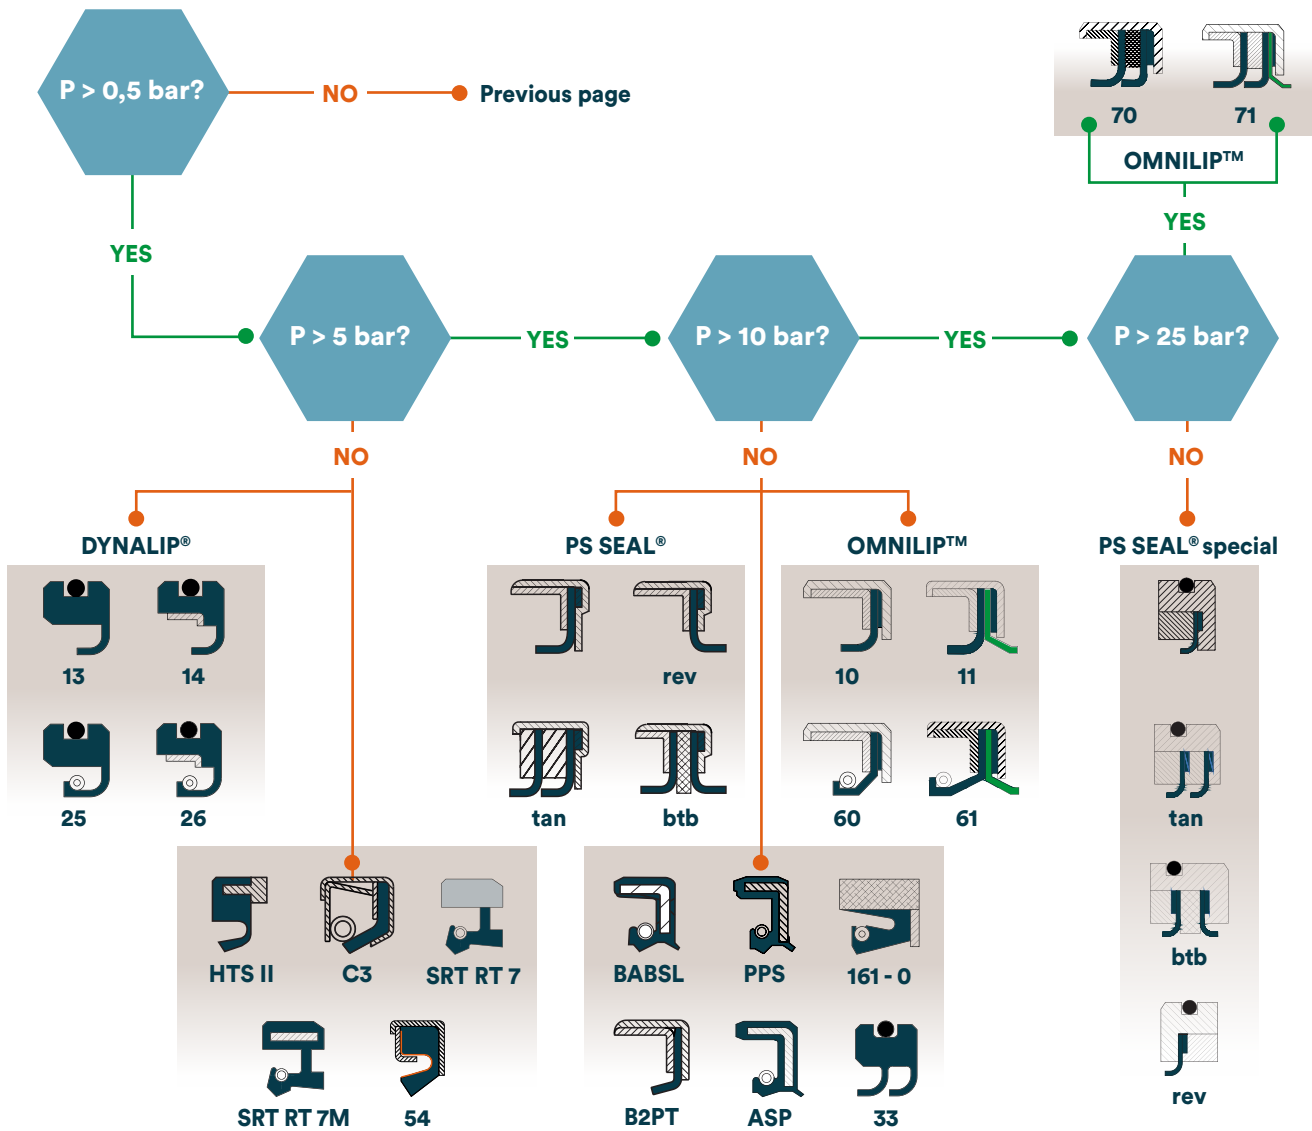 P > 0,5 bar?
NO
Previous page
70
71
OMNILIP™
YES
YES
P > 5 bar?
YES
P > 10 bar?
YES
P > 25 bar?
NO
NO
NO
DYNALIP®
PS SEAL®
OMNILIP™
PS SEAL® special
13
14
rev
10
11
25
26
tan
btb
60
61
tan
HTS II
C3
SRT RT 7
BABSL
PPS
161 - 0
btb
SRT RT 7M
54
B2PT
ASP
33
rev